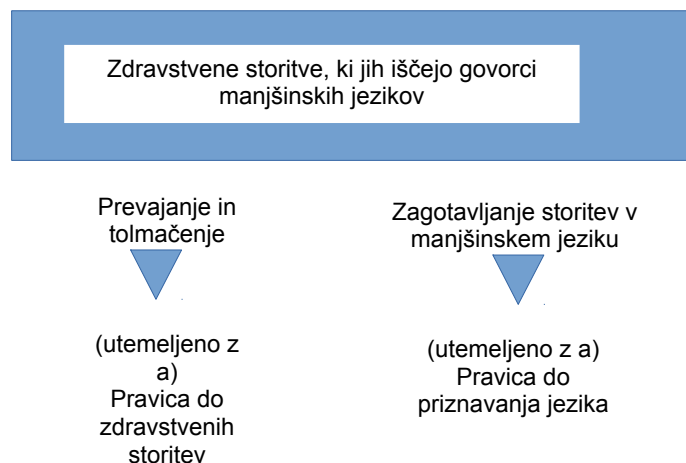 Zdravstvene storitve, ki jih iščejo govorci
manjšinskih jezikov
Prevajanje in
tolmačenje
Zagotavljanje storitev v
manjšinskem jeziku
(utemeljeno z
a)
Pravica do
zdravstvenih
storitev
(utemeljeno z a)
Pravica do
priznavanja jezika